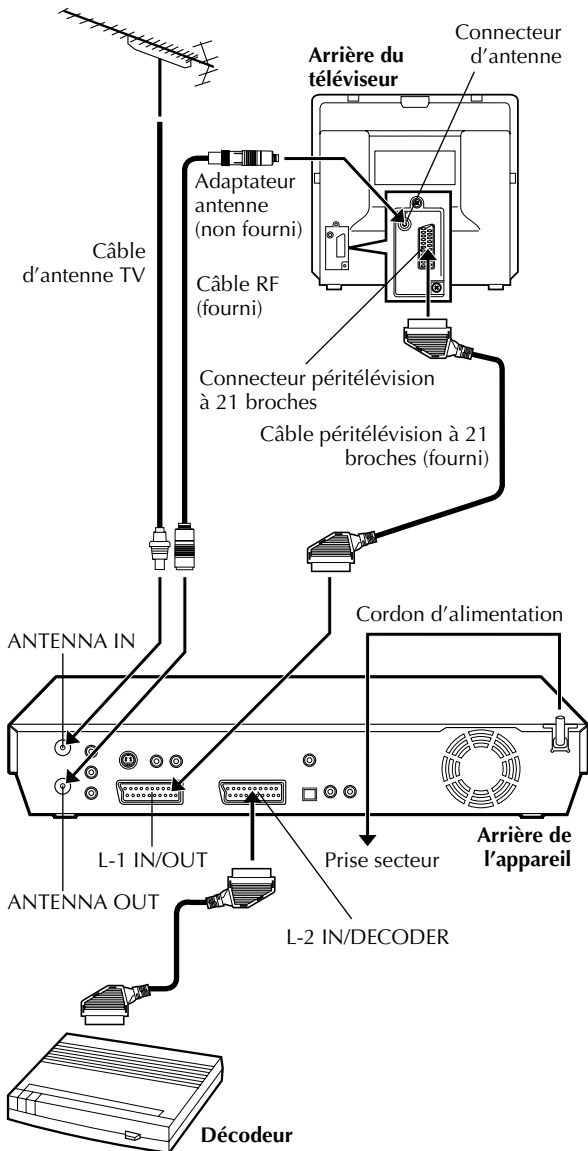 Connecteur
d'antenne
Arrière du
téléviseur
Adaptateur
antenne
(non fourni)
Câble
d'antenne TV
Câble RF
(fourni)
Connecteur péritélévision
à 21 broches
Câble péritélévision à 21
broches (fourni)
Cordon d'alimentation
ANTENNA IN
L-1 IN/OUT
Prise secteur
Arrière de
l'appareil
ANTENNA OUT
L-2 IN/DECODER
Décodeur